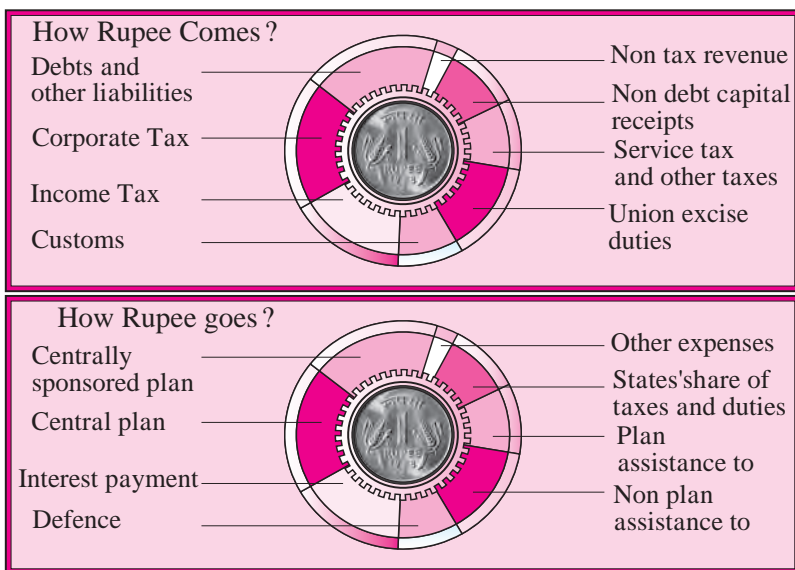 How Rupee Comes ?
Debts and
other liabilities
Corporate Tax
Income Tax
Customs
Non tax revenue
Non debt capital
receipts
Service tax
and other taxes
Union excise
duties
How Rupee goes ?
Centrally
sponsored plan
Central plan
Interest payment
Defence
Other expenses
States'share of
taxes and duties
Plan
assistance to
Non plan
assistance to